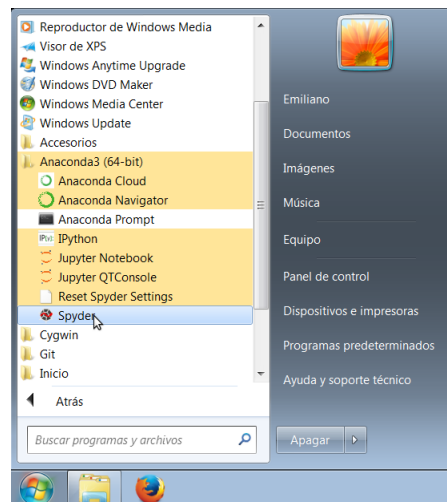 Reproductor de Windows Media
Visor de XPS
Windows Anytime Upgrade
Windows DVD Maker
Windows Media Center
Windows Update
Accesorios
Anaconda3 (64-bit)
Anaconda Cloud
Anaconda Navigator
Anaconda Prompt
IP[y]: IPython
Jupyter Notebook
Jupyter QTConsole
Reset Spyder Settings
Spyder
Cygwin
Git
Inicio
Atrás
Buscar programas y archivos
Emiliano
Documentos
Imágenes
Música
Equipo
Panel de control
Dispositivos e impresoras
Programas predeterminados
Ayuda y soporte técnico
Apagar